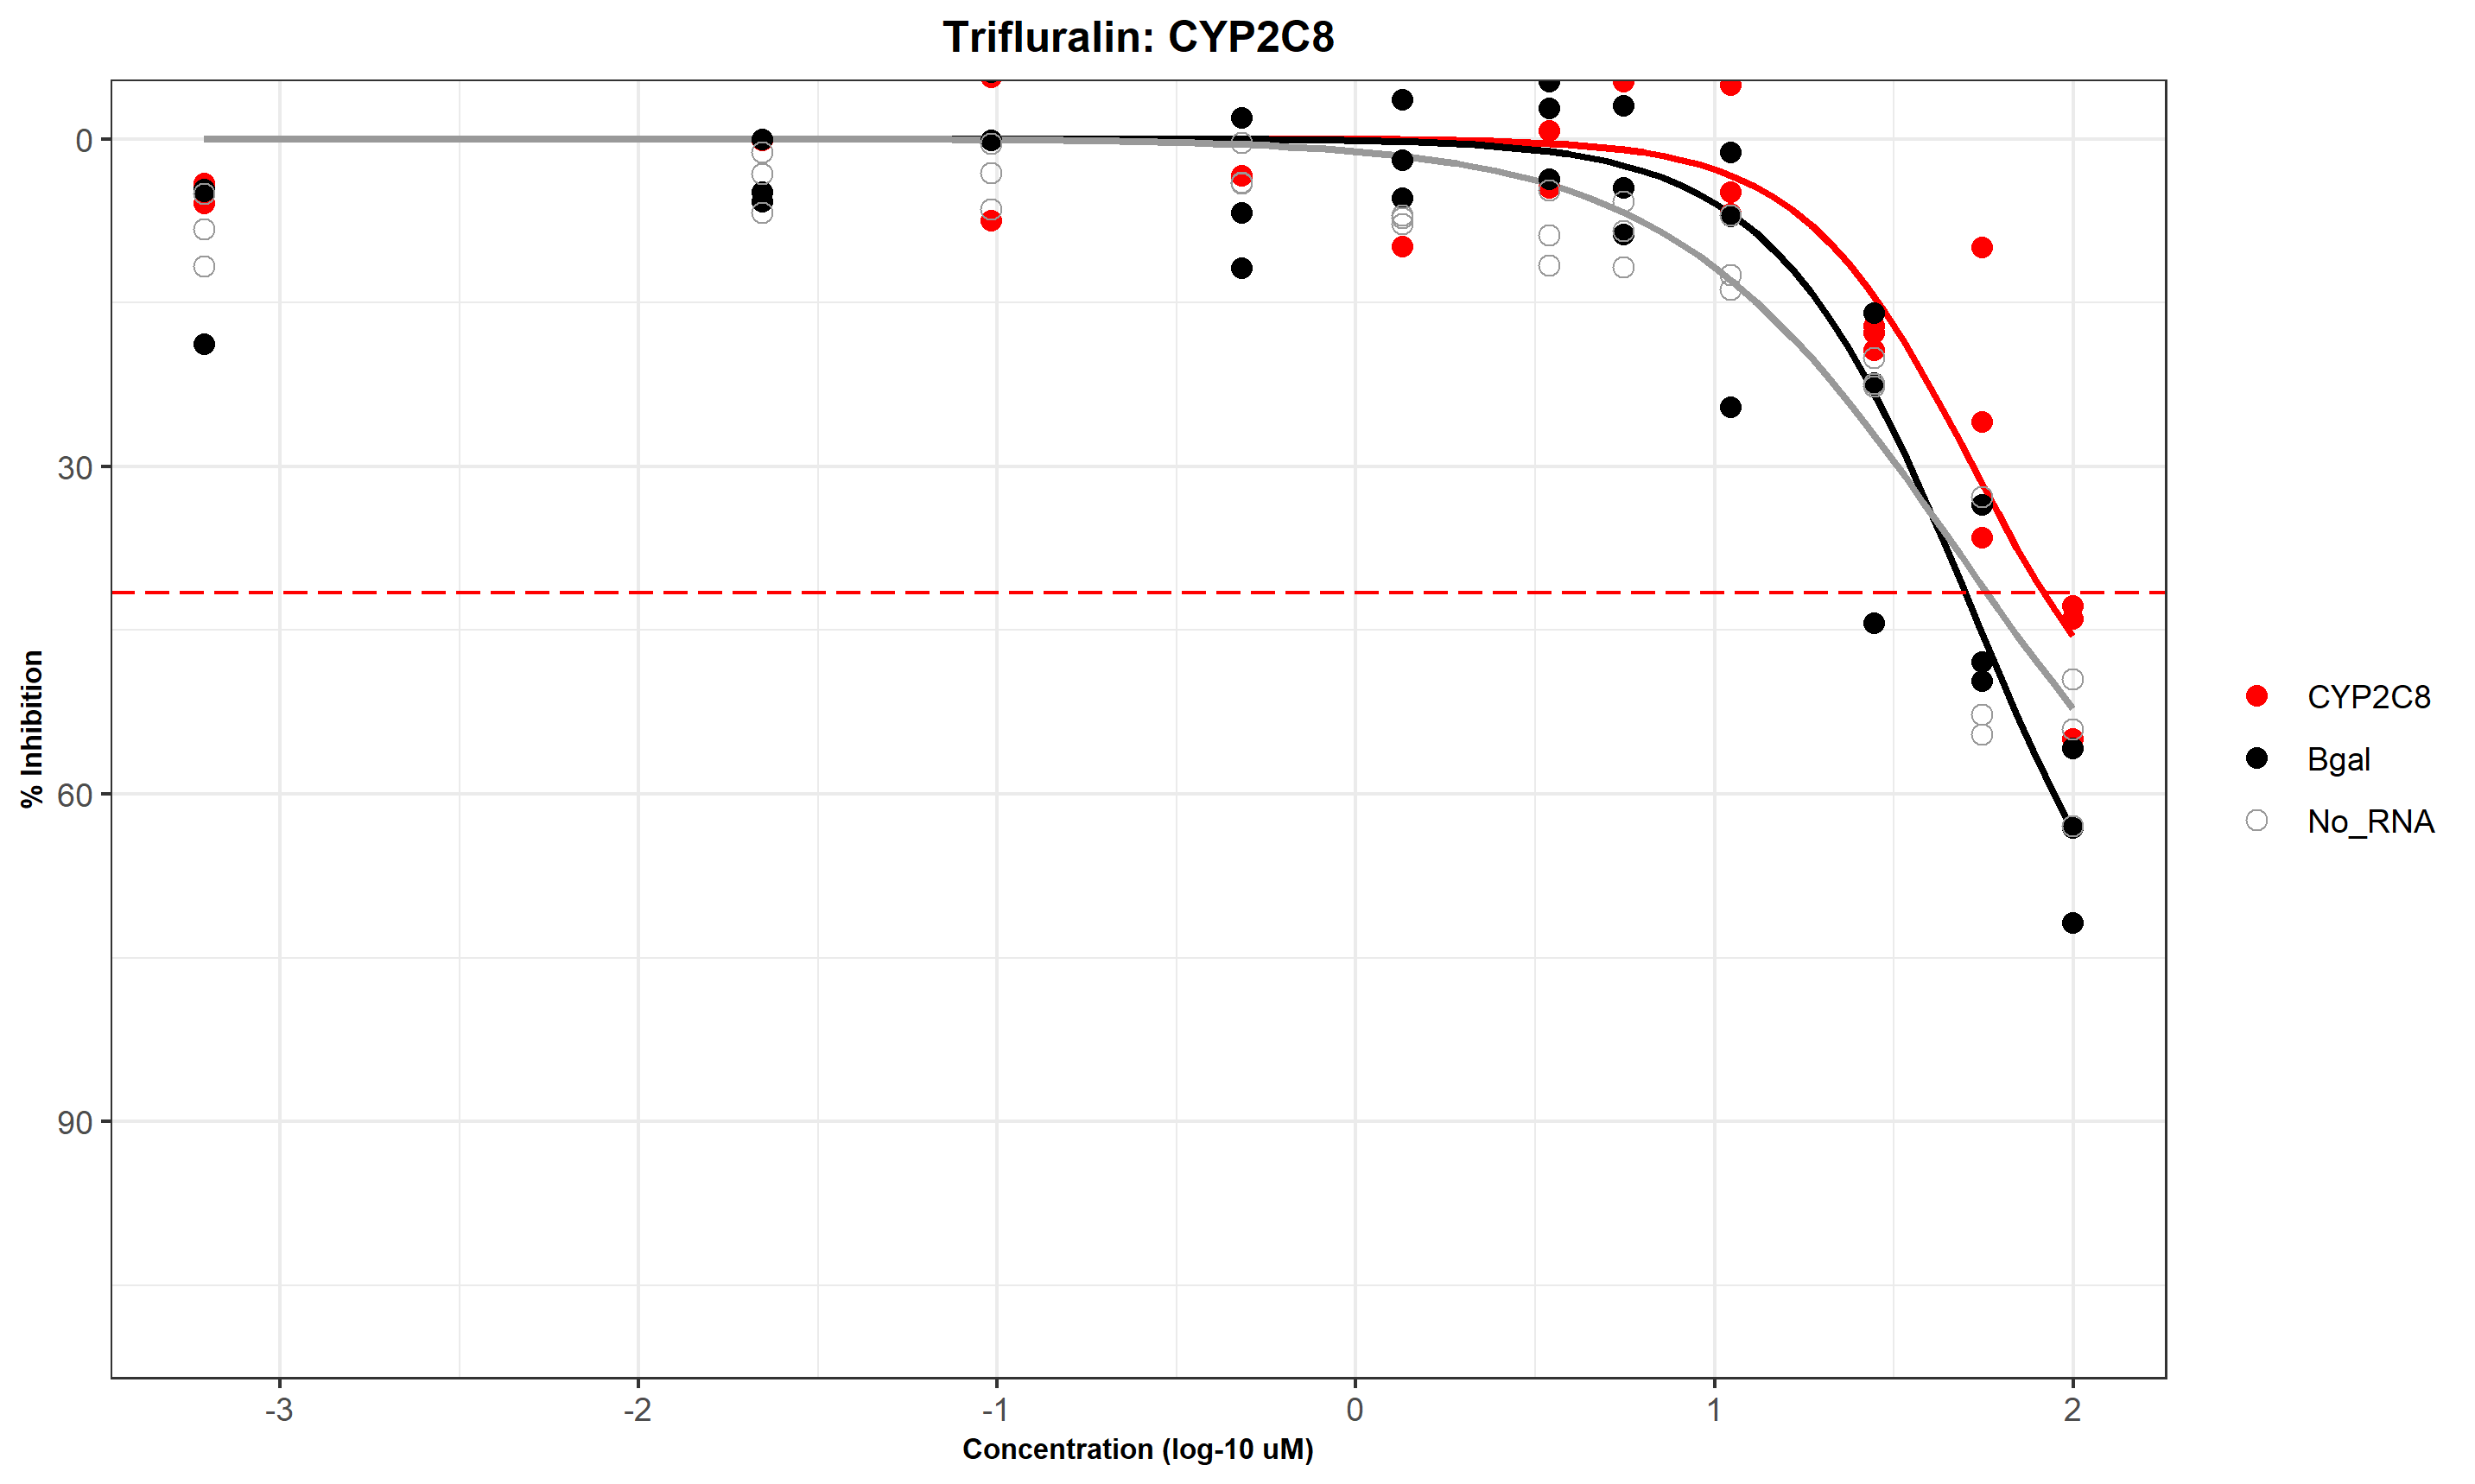 Trifluralin: CYP2C8
0
30
60
90
% Inhibition
-3
-2
-1
0
1
2
Concentration (log-10 uM)
CYP2C8
Bgal
No_RNA